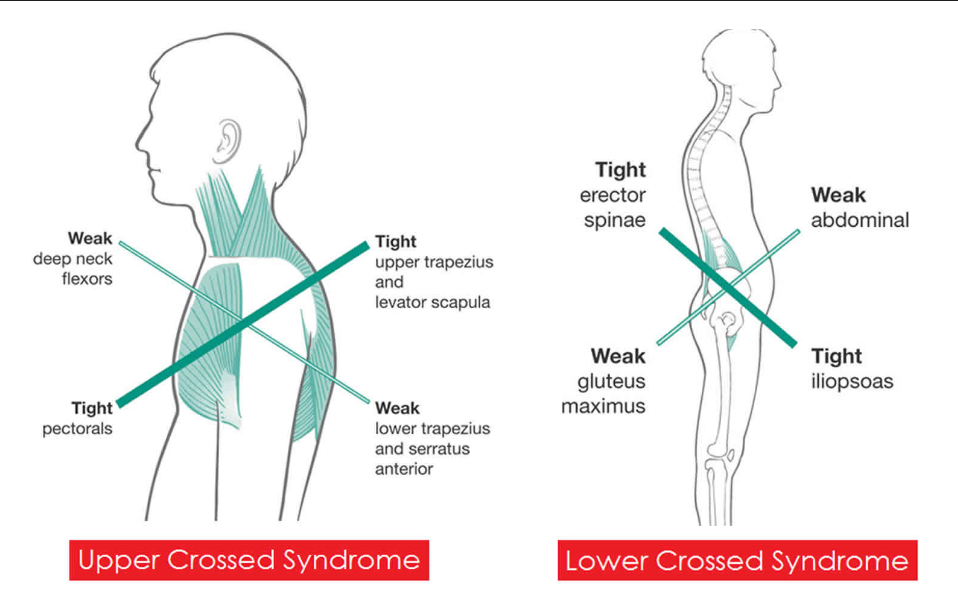 Weak
deep neck
flexors
Tight
upper trapezius
and
levator scapula
Tight
pectorals
Weak
lower trapezius
and serratus
anterior
Upper Crossed Syndrome
Tight
erector
spinae
Weak
abdominal
Weak
gluteus
maximus
Tight
iliopsoas
Lower Crossed Syndrome